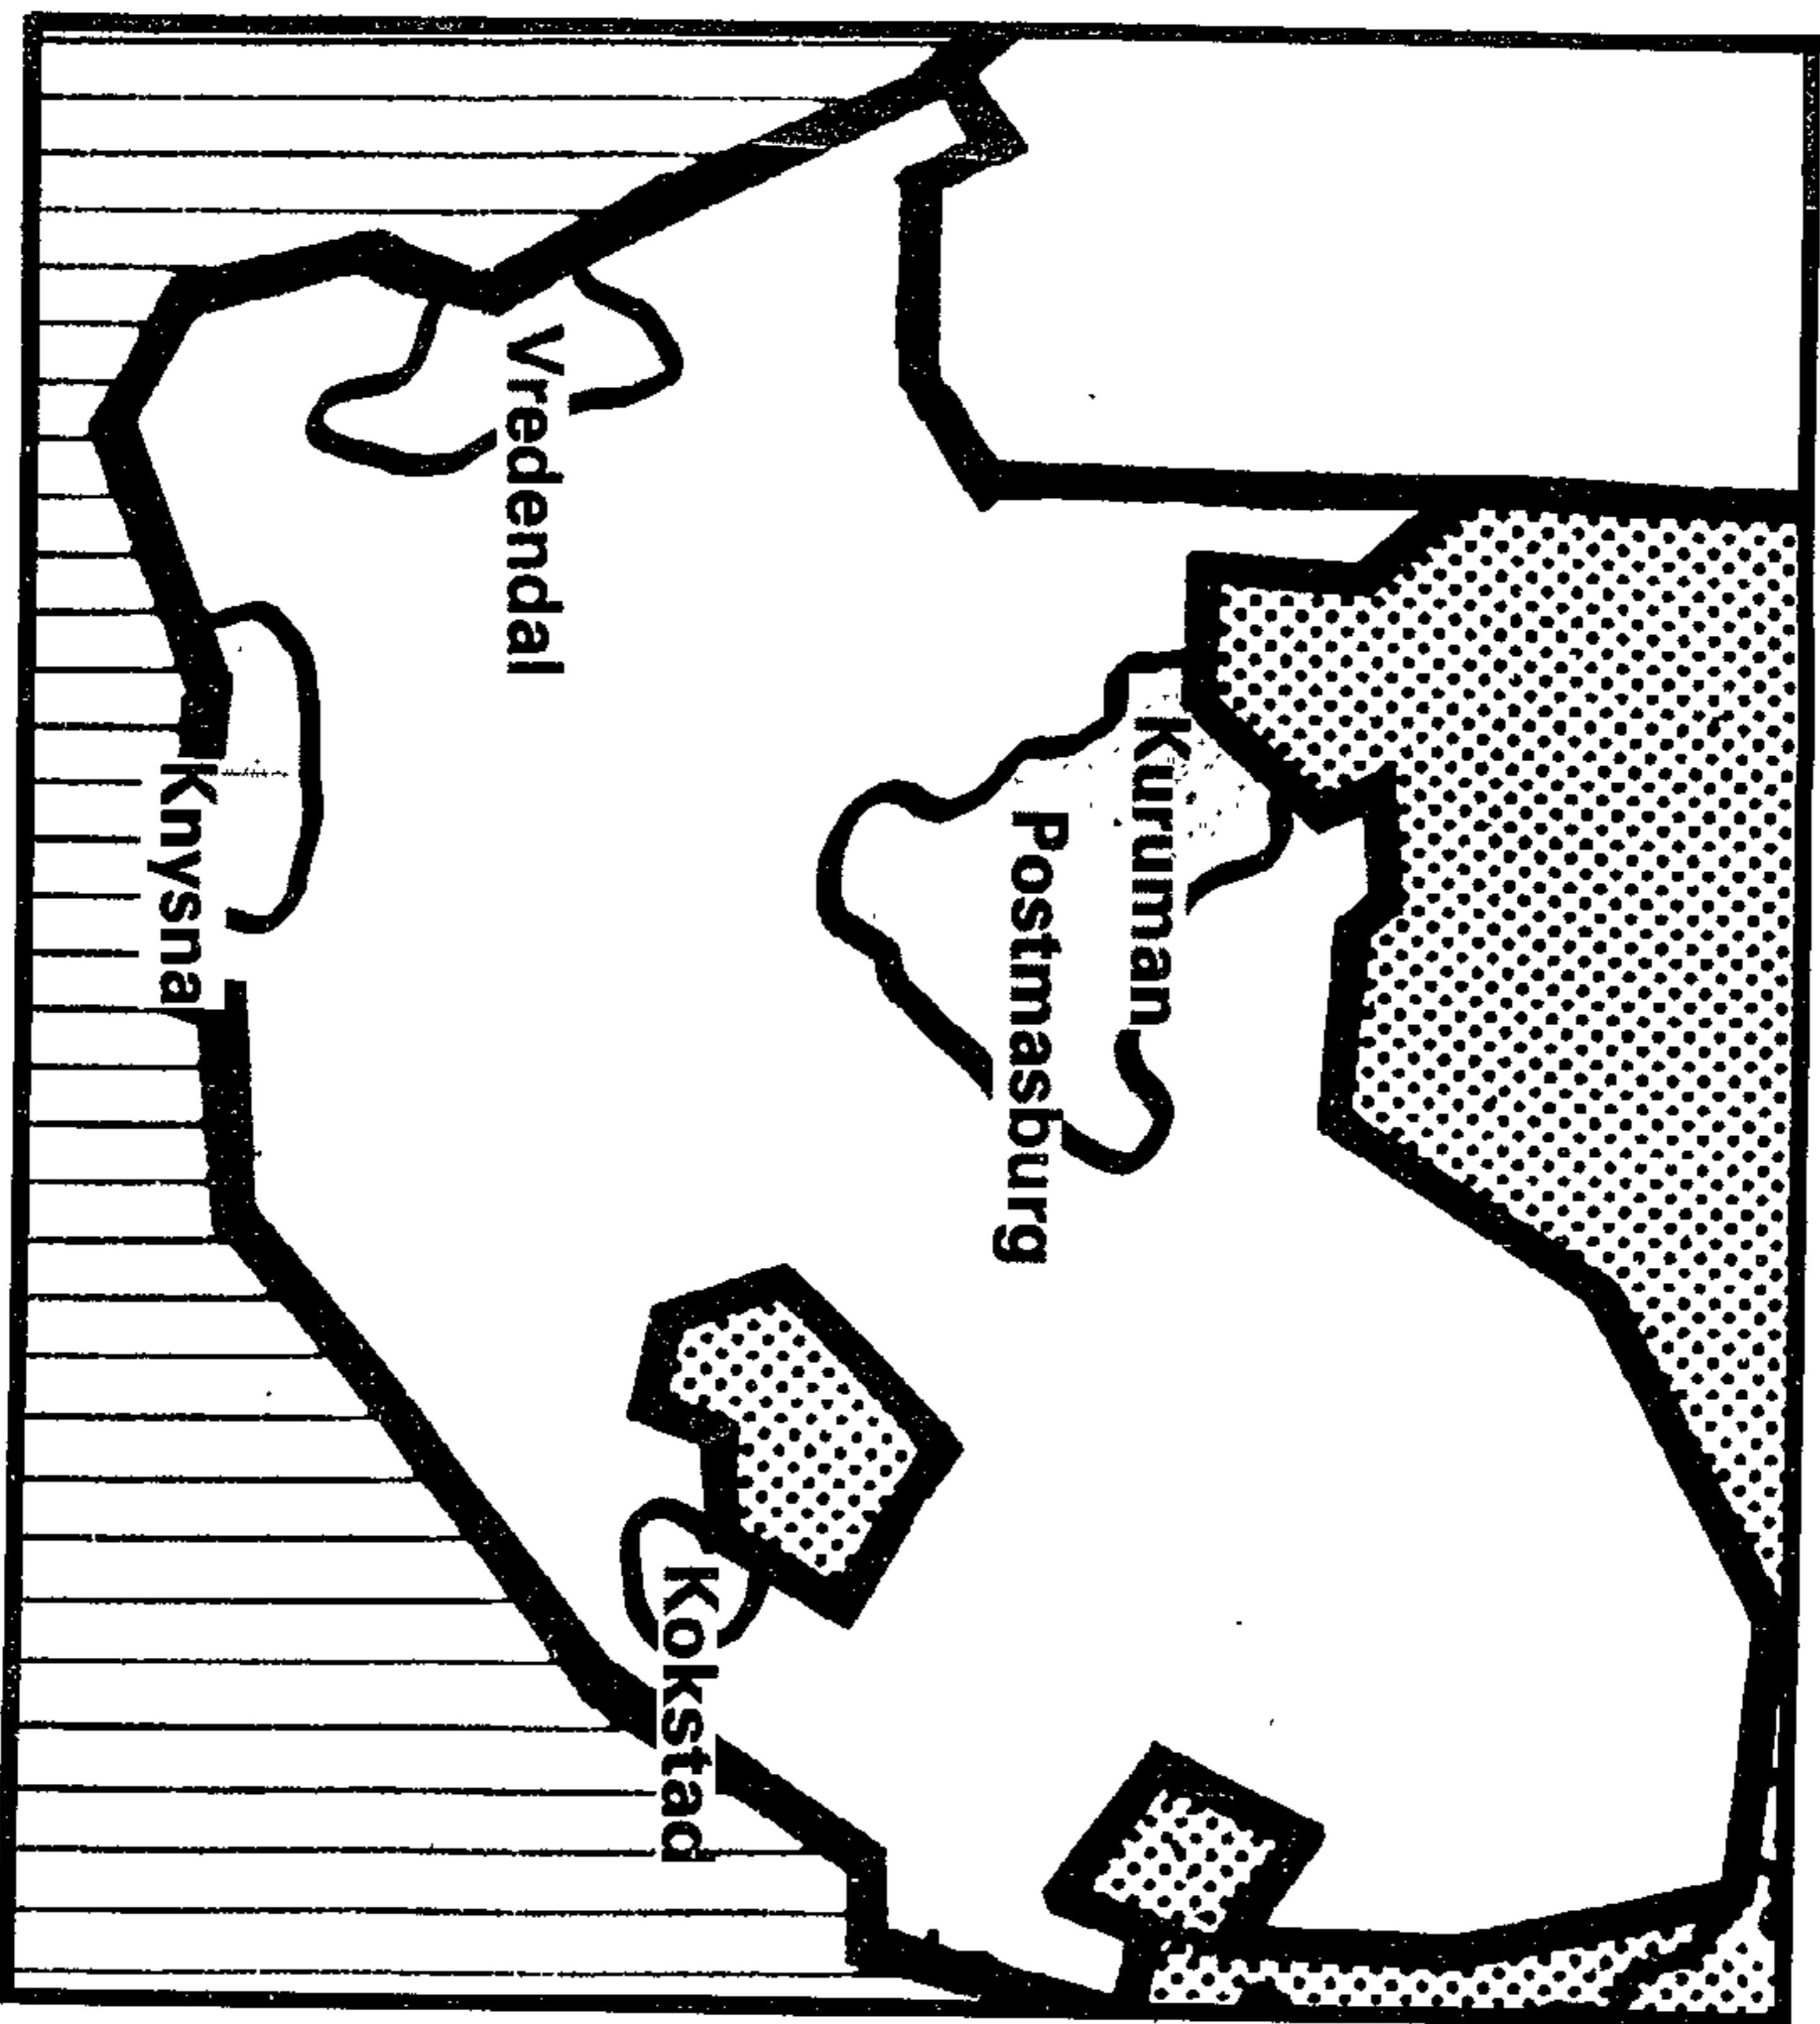 Kuruman
Postmasburg
Vredendal
Kokstad
Knysna